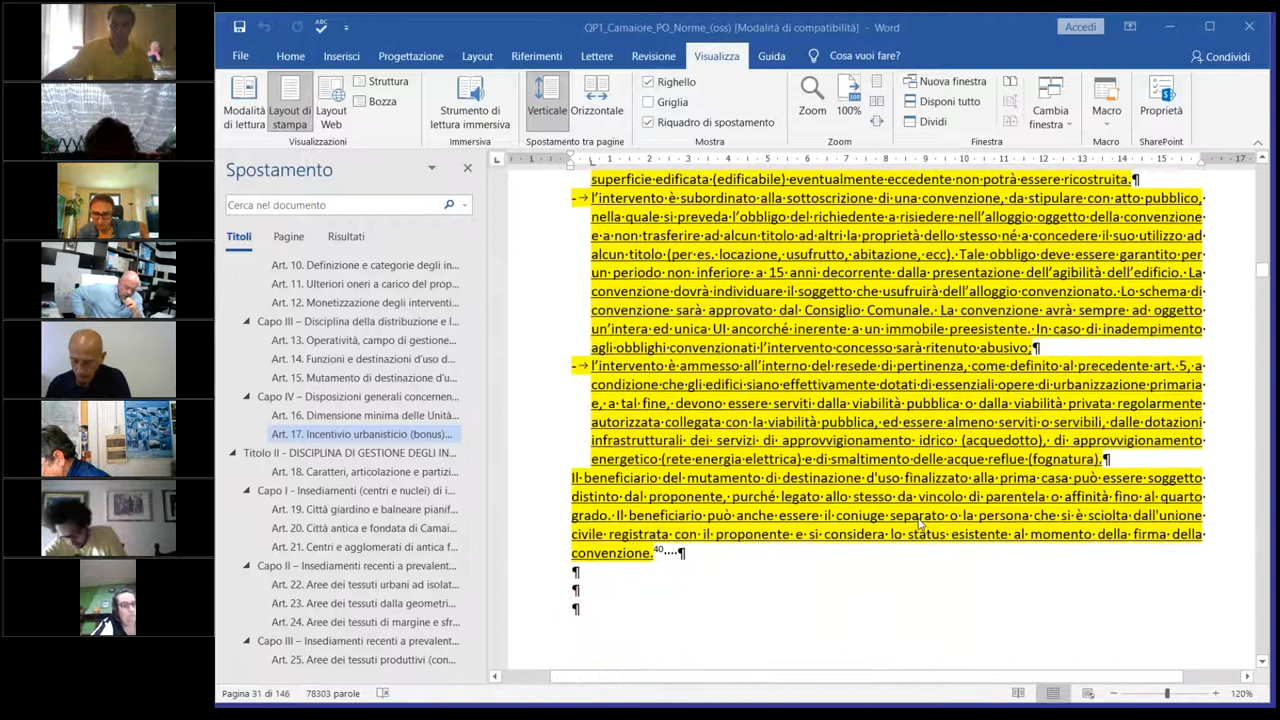 QP1_Camaiore_PO_Norme_(oss) [Modalità di compatibilità] - Word
Accedi
File Home Inserisci Progettazione Layout Riferimenti Lettere Revisione Visualizza Guida Cosa vuoi fare? Condividi
Modalità di lettura
Layout di stampa
Layout Web
Struttura
Bozza
Visualizzazioni
Strumento di lettura immersiva
Immersiva
Verticale
Orizzontale
Spostamento tra pagine
Righello
Griglia
Riquadro di spostamento
Mostra
Zoom
100%
Zoom
Nuova finestra
Disponi tutto
Dividi
Cambia finestra
Finestra
Macro
Macro
Proprietà
SharePoint
Spostamento
Cerca nel documento
Titoli Pagine Risultati
Art. 10. Definizione e categorie degli in...
Art. 11. Ulteriori oneri a carico del prop...
Art. 12. Monetizzazione degli interventi...
Capo III – Disciplina della distribuzione e l...
Art. 13. Operatività, campo di gestione...
Art. 14. Funzioni e destinazioni d'uso d...
Art. 15. Mutamento di destinazione d'...
Capo IV – Disposizioni generali concernen...
Art. 16. Dimensione minima delle Unità...
Art. 17. Incentivio urbanisticio (bonus)...
Titolo II - DISCIPLINA DI GESTIONE DEGLI IN...
Art. 18. Caratteri, articolazione e partizi...
Capo I - Insediamenti (centri e nuclei) di i...
Art. 19. Città giardino e balneare pianif...
Art. 20. Città antica e fondata di Camai...
Art. 21. Centri e agglomerati di antica f...
Capo II – Insediamenti recenti a prevalent...
Art. 22. Aree dei tessuti urbani ad isolat...
Art. 23. Aree dei tessuti dalla geometri...
Art. 24. Aree dei tessuti di margine e sfr...
Capo III – Insediamenti recenti a prevalent...
Art. 25. Aree dei tessuti produttivi (con...
1 1 2 3 4 5 6 7 8 9 10 11 12 13 14 15 17
superficie edificata (edificabile) eventualmente eccedente non potrà essere ricostruita.¶
- → l'intervento è subordinato alla sottoscrizione di una convenzione, da stipulare con atto pubblico,
nella quale si preveda l'obbligo del richiedente a risiedere nell'alloggio oggetto della convenzione
e a non trasferire ad alcun titolo ad altri la proprietà dello stesso né a concedere il suo utilizzo ad
alcun titolo (per es. locazione, usufrutto, abitazione, ecc). Tale obbligo deve essere garantito per
un periodo non inferiore a 15 anni decorrente dalla presentazione dell'agibilità dell'edificio. La
convenzione dovrà individuare il soggetto che usufruirà dell'alloggio convenzionato. Lo schema di
convenzione sarà approvato dal Consiglio Comunale. La convenzione avrà sempre ad oggetto
un'intera ed unica UI ancorché inerente a un immobile preesistente. In caso di inadempimento
agli obblighi convenzionati l'intervento concesso sarà ritenuto abusivo;¶
- → l'intervento è ammesso all'interno del resede di pertinenza, come definito al precedente art. 5, a
condizione che gli edifici siano effettivamente dotati di essenziali opere di urbanizzazione primaria
e, a tal fine, devono essere serviti dalla viabilità pubblica o dalla viabilità privata regolarmente
autorizzata collegata con la viabilità pubblica, ed essere almeno serviti, o servibili, dalle dotazioni
infrastrutturali dei servizi di approvvigionamento idrico (acquedotto), di approvvigionamento
energetico (rete energia elettrica) e di smaltimento delle acque reflue (fognatura).¶
Il beneficiario del mutamento di destinazione d'uso finalizzato alla prima casa può essere soggetto
distinto dal proponente, purché legato allo stesso da vincolo di parentela o affinità fino al quarto
grado. Il beneficiario può anche essere il coniuge separato o la persona che si è sciolta dall'unione
civile registrata con il proponente e si considera lo status esistente al momento della firma della
convenzione.40 ¶
¶
¶
¶
Pagina 31 di 146 78303 parole 120%